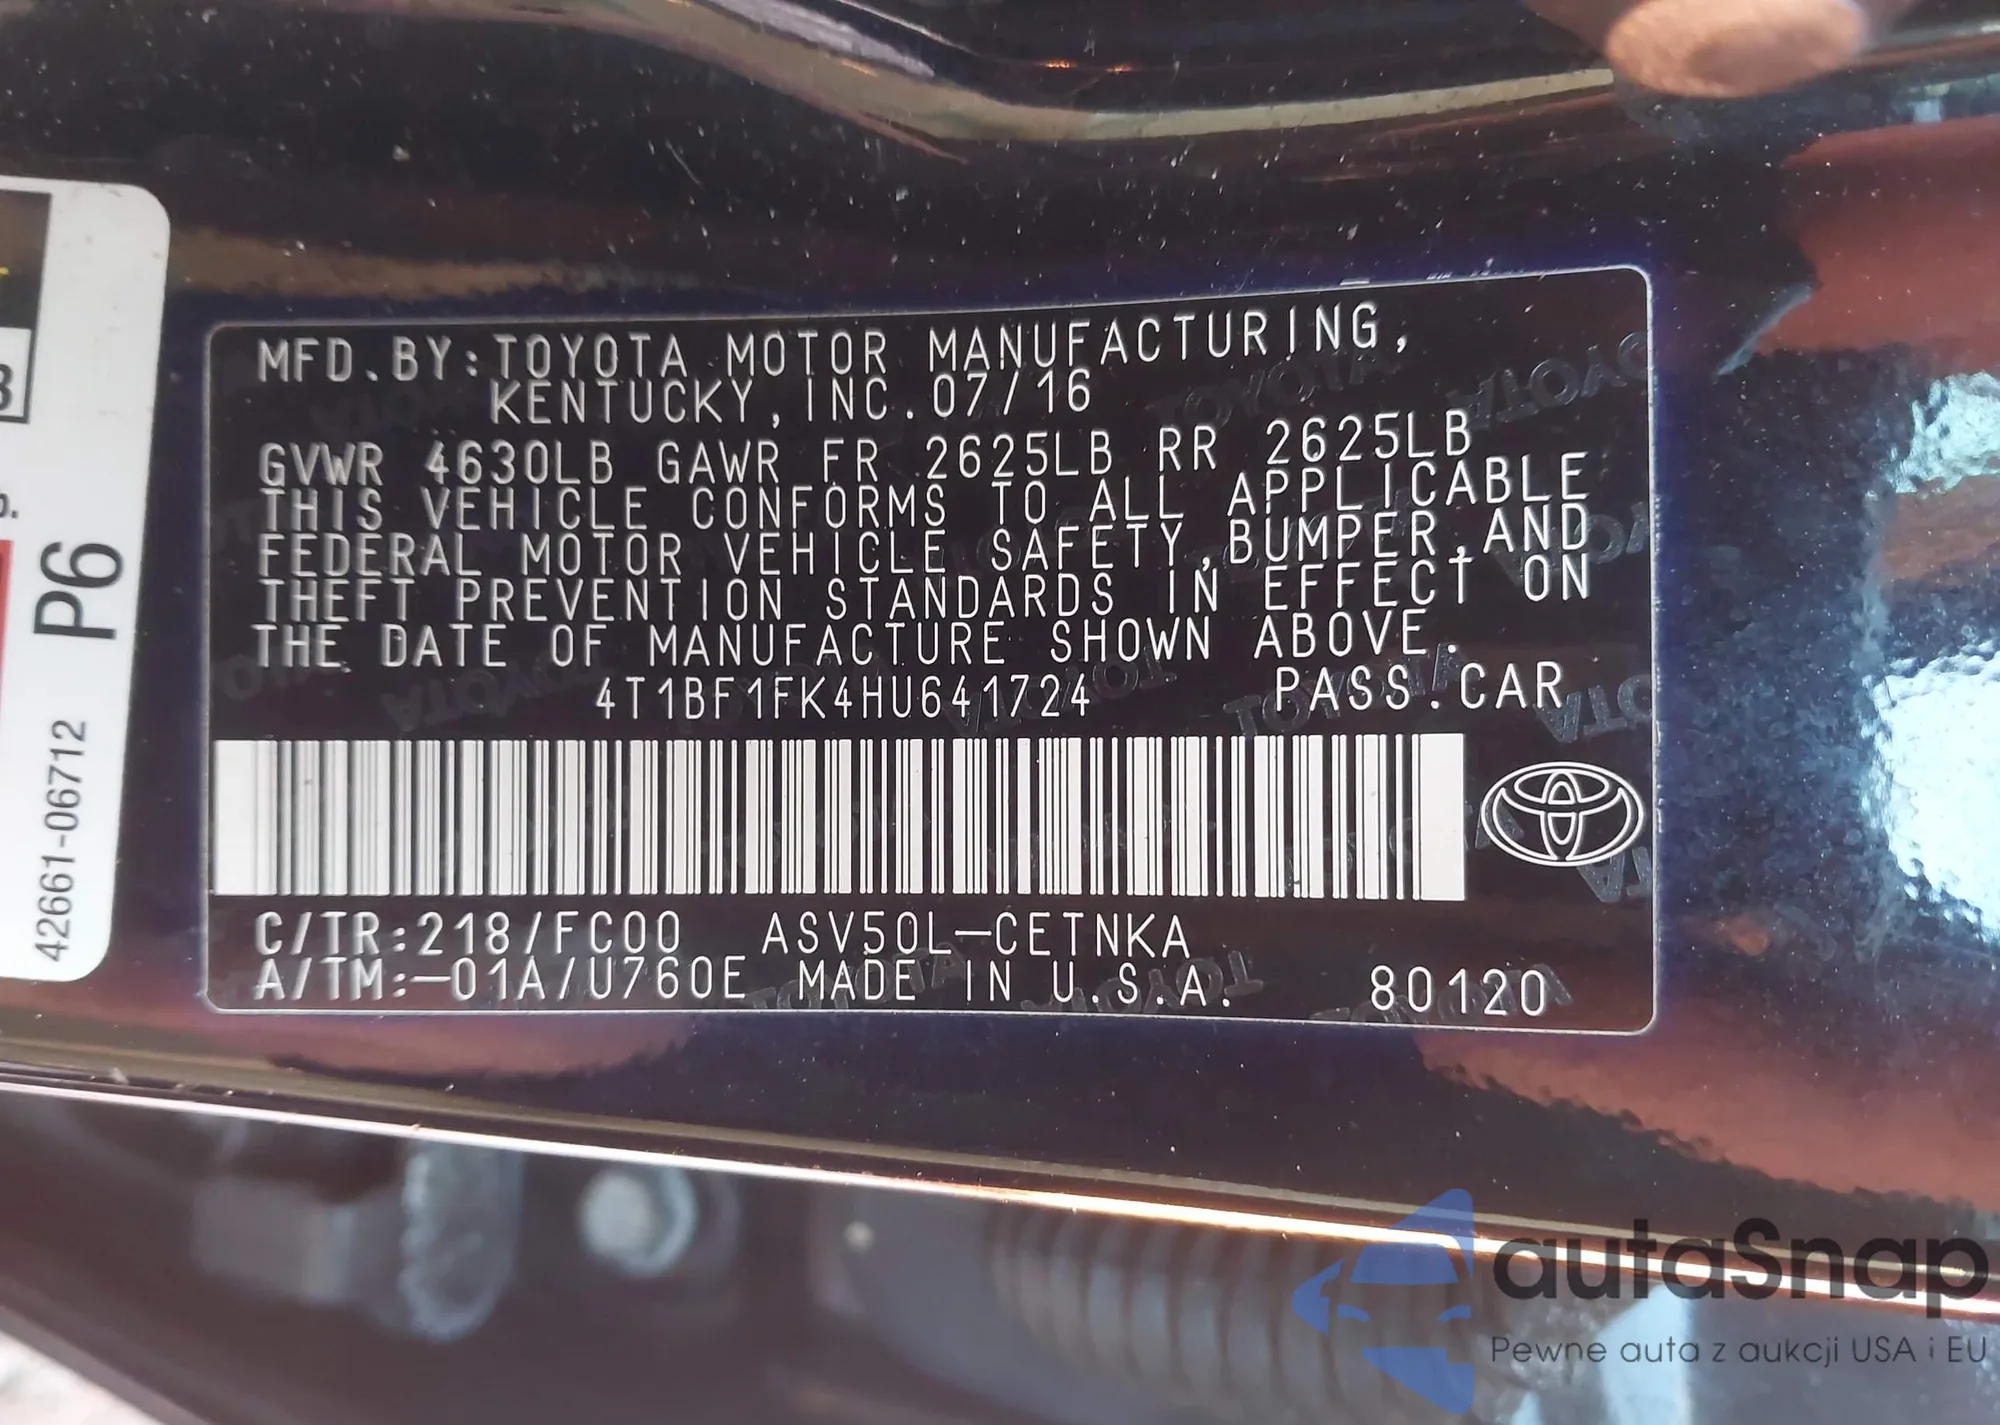 MFD.BY:TOYOTA MOTOR MANUFACTURING,
KENTUCKY,INC.07/16
GVWR 4630LB GAWR FR 2625LB RR 2625LB
THIS VEHICLE CONFORMS TO ALL APPLICABLE
FEDERAL MOTOR VEHICLE SAFETY,BUMPER,AND
THEFT PREVENTION STANDARDS IN EFFECT ON
THE DATE OF MANUFACTURE SHOWN ABOVE.
4T1BF1FK4HU641724 PASS.CAR
C/TR:218/FC00 ASV50L-CETNKA
A/TM:-01A/U760E MADE IN U.S.A. 80120
P6
42661-06712
autaSnap
Pewne auta z aukcji USA i EU